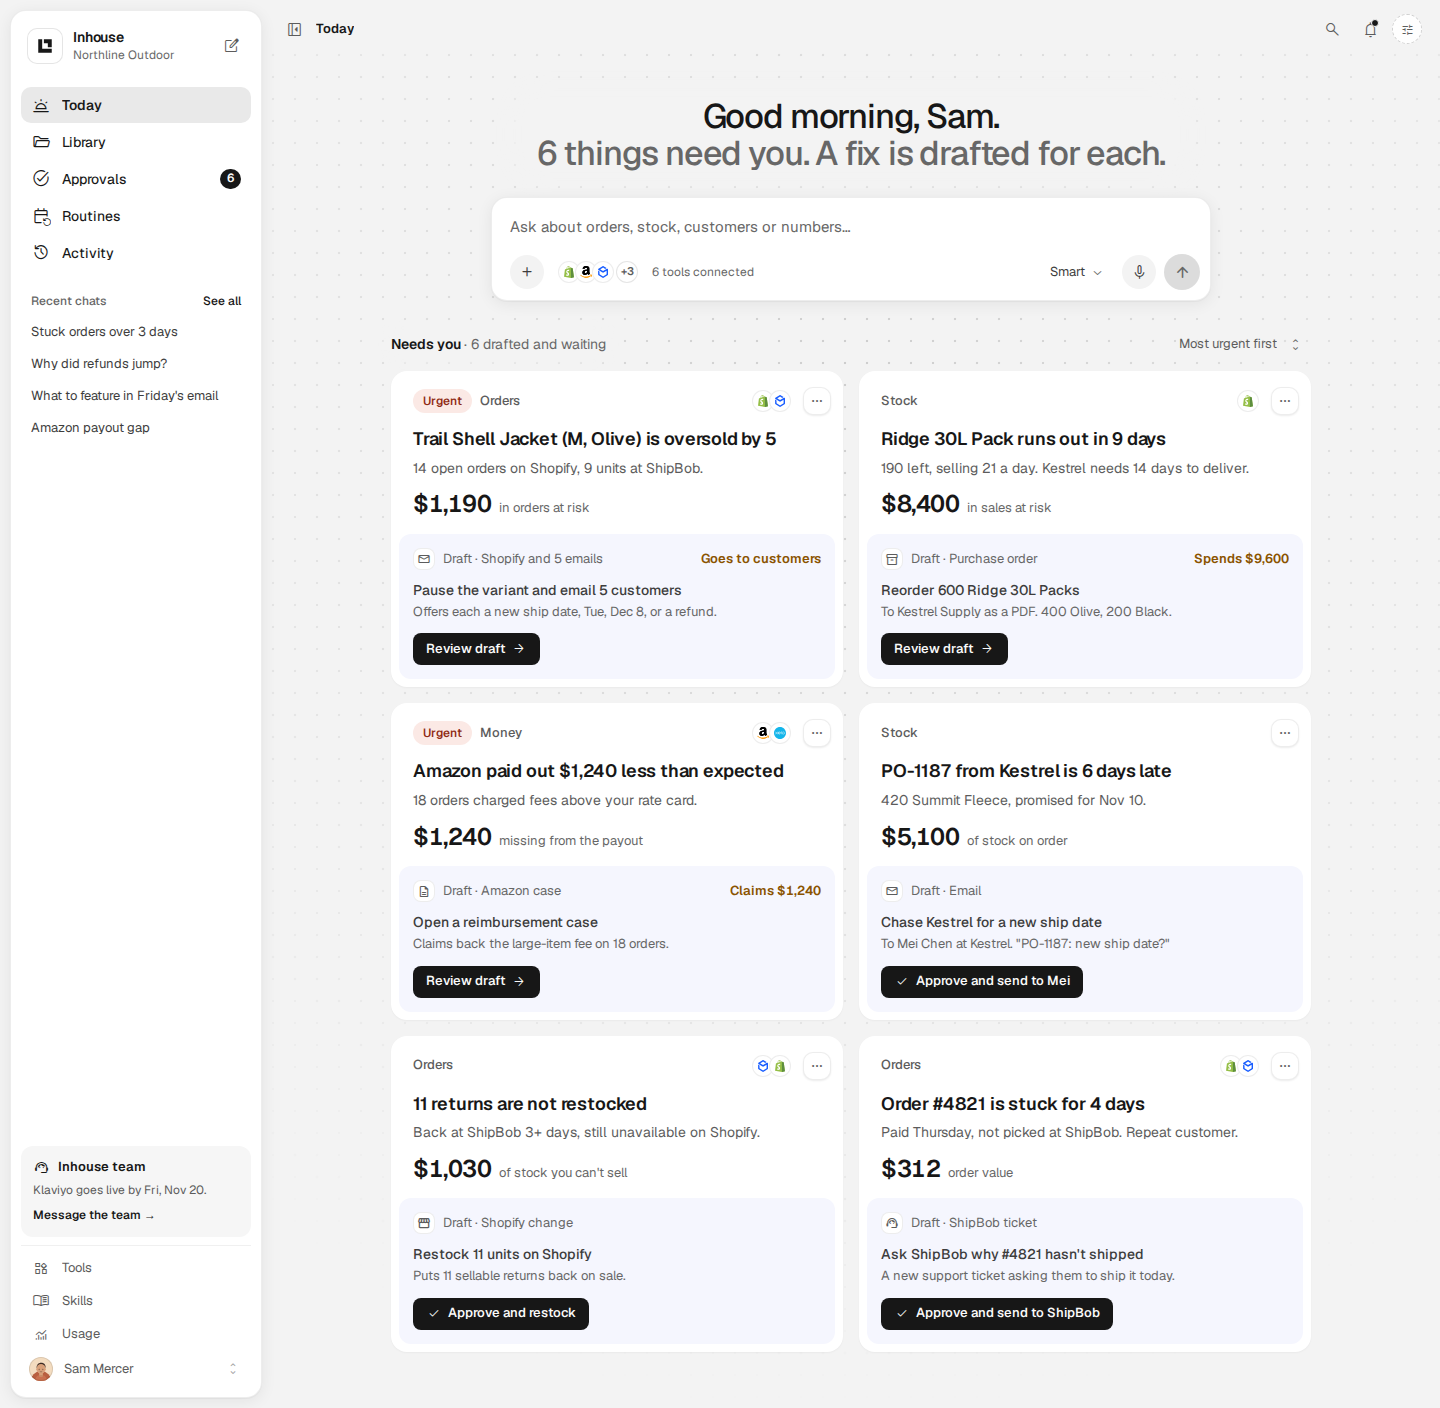 Inhouse
Northline Outdoor
Today
Library
Approvals
6
Routines
Activity
Recent chats
See all
Stuck orders over 3 days
Why did refunds jump?
What to feature in Friday's email
Amazon payout gap
Inhouse team
Klaviyo goes live by Fri, Nov 20.
Message the team →
Tools
Skills
Usage
Sam Mercer
Today
Good morning, Sam.
6 things need you. A fix is drafted for each.
Ask about orders, stock, customers or numbers…
+3
6 tools connected
Smart
Needs you · 6 drafted and waiting
Most urgent first
Urgent
Orders
Trail Shell Jacket (M, Olive) is oversold by 5
14 open orders on Shopify, 9 units at ShipBob.
$1,190 in orders at risk
Draft · Shopify and 5 emails
Goes to customers
Pause the variant and email 5 customers
Offers each a new ship date, Tue, Dec 8, or a refund.
Review draft →
Stock
Ridge 30L Pack runs out in 9 days
190 left, selling 21 a day. Kestrel needs 14 days to deliver.
$8,400 in sales at risk
Draft · Purchase order
Spends $9,600
Reorder 600 Ridge 30L Packs
To Kestrel Supply as a PDF. 400 Olive, 200 Black.
Review draft →
Urgent
Money
Amazon paid out $1,240 less than expected
18 orders charged fees above your rate card.
$1,240 missing from the payout
Draft · Amazon case
Claims $1,240
Open a reimbursement case
Claims back the large-item fee on 18 orders.
Review draft →
Stock
PO-1187 from Kestrel is 6 days late
420 Summit Fleece, promised for Nov 10.
$5,100 of stock on order
Draft · Email
Chase Kestrel for a new ship date
To Mei Chen at Kestrel. "PO-1187: new ship date?"
Approve and send to Mei
Orders
11 returns are not restocked
Back at ShipBob 3+ days, still unavailable on Shopify.
$1,030 of stock you can't sell
Draft · Shopify change
Restock 11 units on Shopify
Puts 11 sellable returns back on sale.
Approve and restock
Orders
Order #4821 is stuck for 4 days
Paid Thursday, not picked at ShipBob. Repeat customer.
$312 order value
Draft · ShipBob ticket
Ask ShipBob why #4821 hasn't shipped
A new support ticket asking them to ship it today.
Approve and send to ShipBob